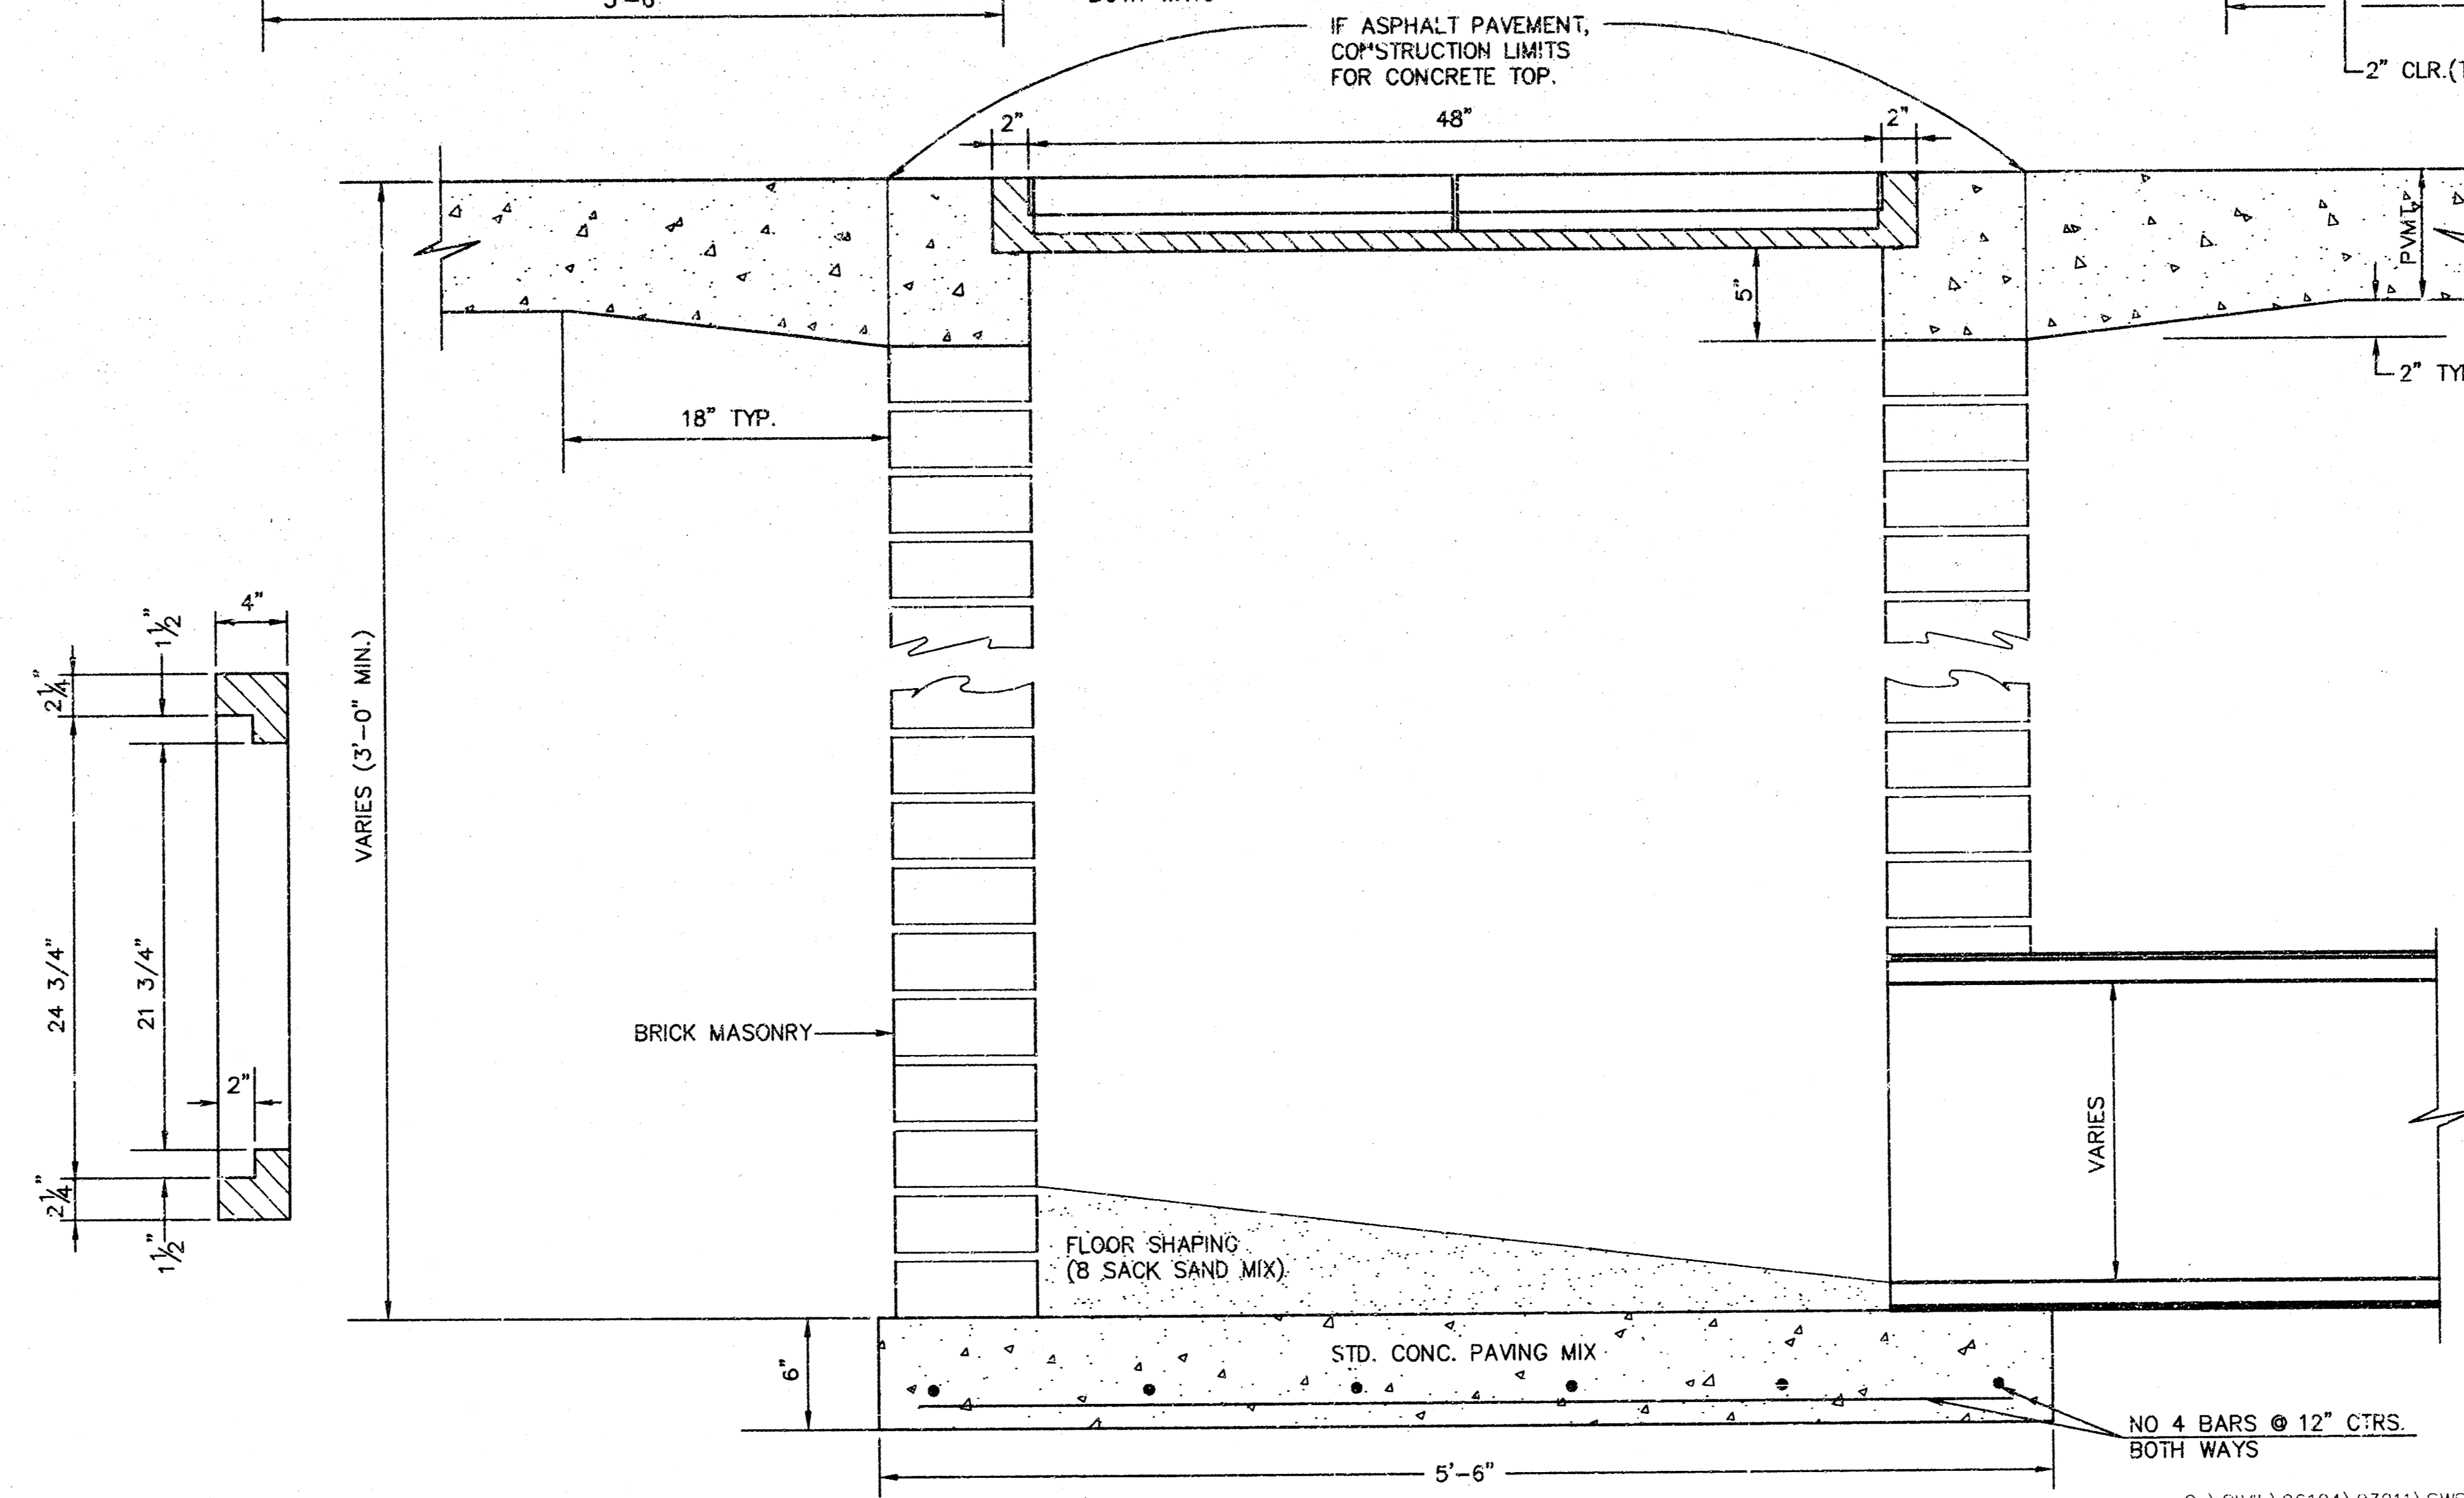 IF ASPHALT PAVEMENT,
CONSTRUCTION LIMITS
FOR CONCRETE TOP.
2" CLR.
2"
48"
2"
PVMT.
5"
2"
18" TYP.
4"
1½"
2¼"
VARIES (3'-0" MIN.)
24 3/4"
21 3/4"
BRICK MASONRY
2"
VARIES
2¼"
1½"
FLOOR SHAPING
(8 SACK SAND MIX)
STD. CONC. PAVING MIX
6"
NO 4 BARS @ 12" CTRS.
BOTH WAYS
5'-6"